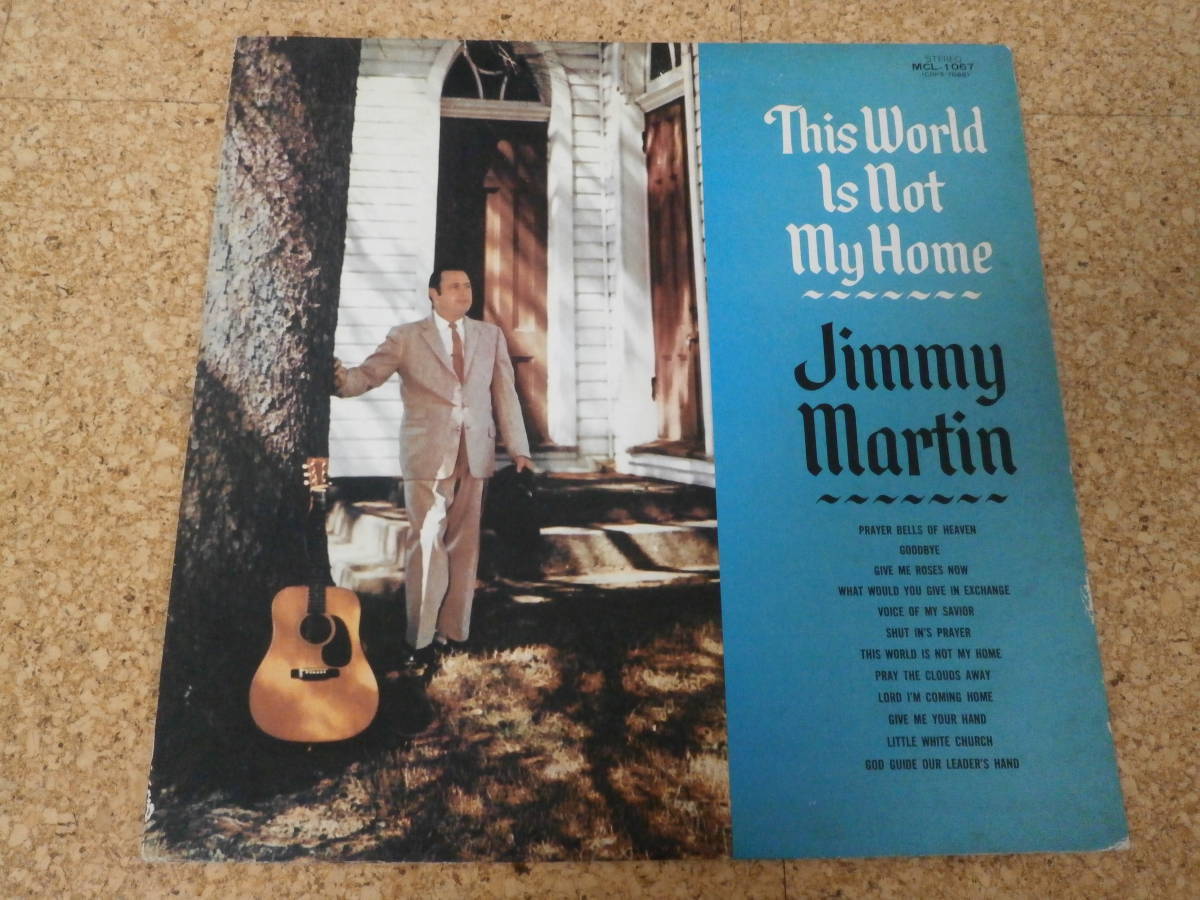 STEREO
MCL-1067
This World
Is Not
My Home
Jimmy
Martin
PRAYER BELLS OF HEAVEN
GOODBYE
GIVE ME ROSES NOW
WHAT WOULD YOU GIVE IN EXCHANGE
VOICE OF MY SAVIOR
SHUT IN'S PRAYER
THIS WORLD IS NOT MY HOME
PRAY THE CLOUDS AWAY
LORD I'M COMING HOME
GIVE ME YOUR HAND
LITTLE WHITE CHURCH
GOD GUIDE OUR LEADER'S HAND